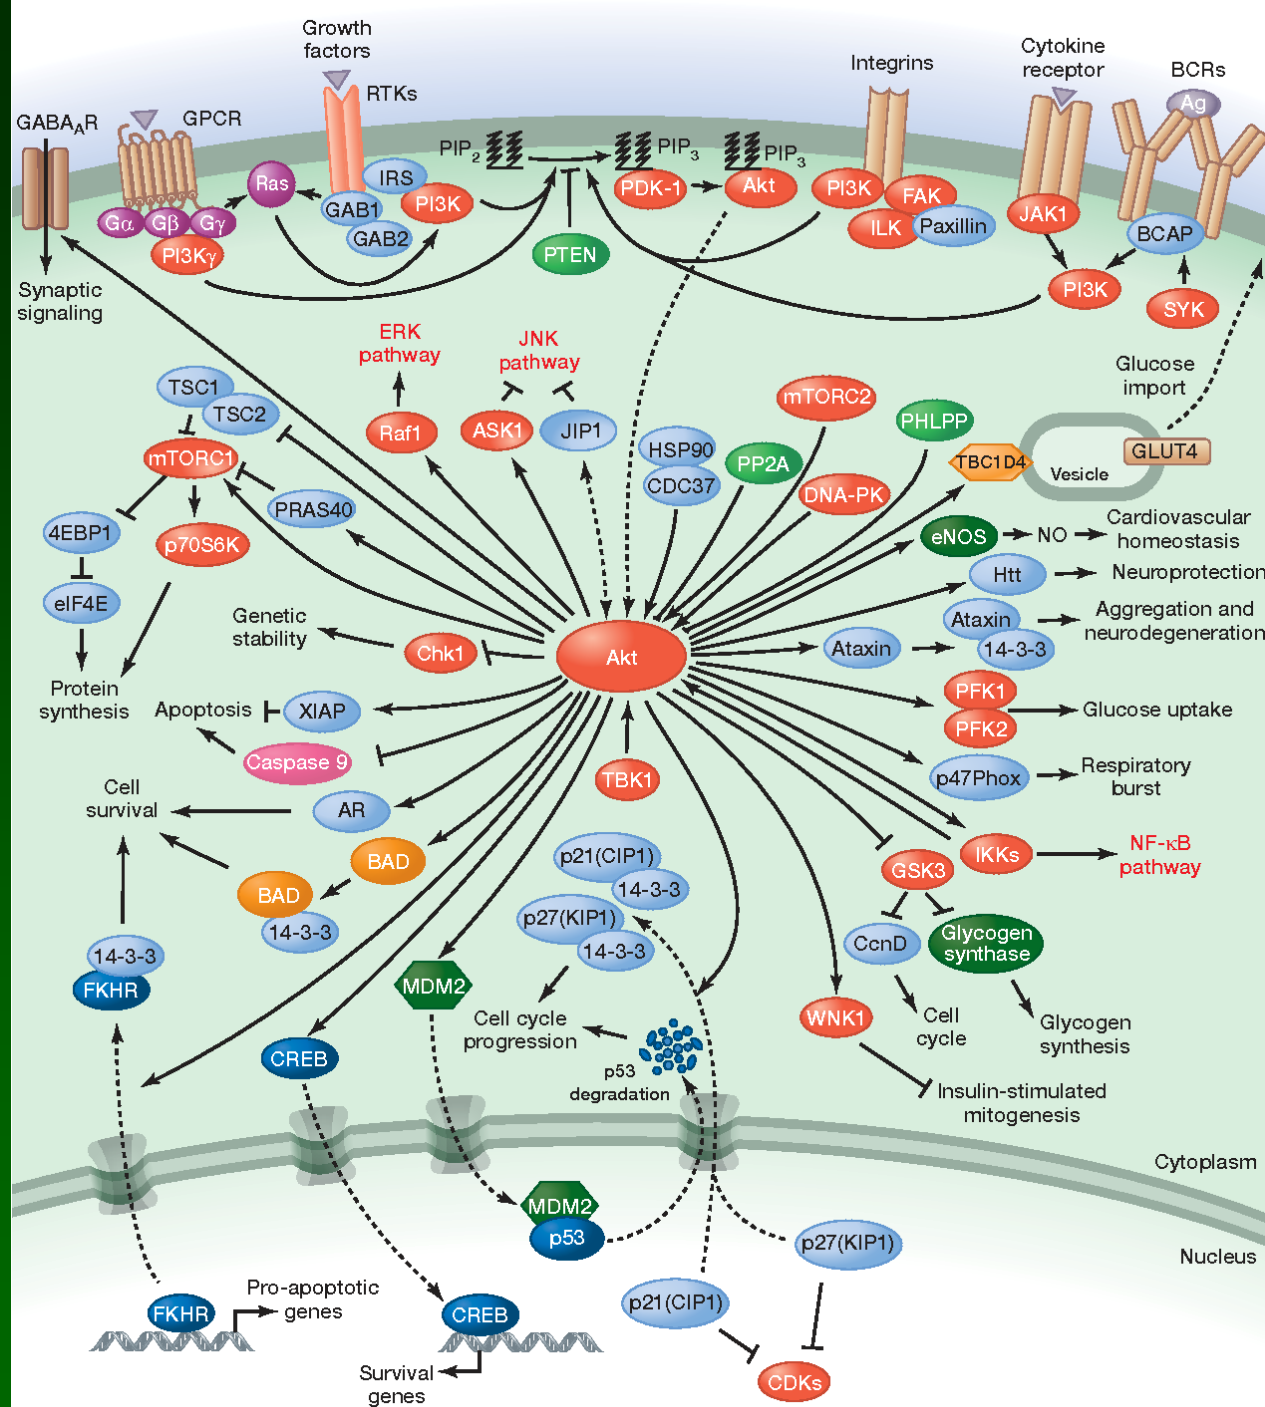 Growth
factors
RTKs
Integrins
Cytokine
receptor
BCRs
Ag
GABA_AR
GPCR
PIP2
PIP3
PIP3
IRS
Ras
GAB1
GAB2
PI3K
PDK-1
Akt
PI3K
FAK
ILK
Paxillin
JAK1
BCAP
Gα
Gβ
Gγ
PI3Kγ
PTEN
PI3K
SYK
Synaptic
signaling
ERK
pathway
JNK
pathway
Glucose
import
TSC1
TSC2
mTORC2
PHLPP
Raf1
ASK1
JIP1
HSP90
CDC37
PP2A
TBC1D4
Vesicle
GLUT4
mTORC1
DNA-PK
PRAS40
4EBP1
p70S6K
eNOS
NO
Cardiovascular
homeostasis
Htt
Neuroprotection
eIF4E
Genetic
stability
Chk1
Akt
Ataxin
Ataxin
14-3-3
Aggregation and
neurodegeneration
Protein
synthesis
Apoptosis
XIAP
PFK1
PFK2
Glucose uptake
Caspase 9
TBK1
p47Phox
Respiratory
burst
Cell
survival
AR
BAD
BAD
14-3-3
p21(CIP1)
14-3-3
p27(KIP1)
14-3-3
GSK3
IKKs
NF-κB
pathway
CcnD
Glycogen
synthase
14-3-3
FKHR
MDM2
Cell cycle
progression
WNK1
Cell
cycle
Glycogen
synthesis
CREB
p53
degradation
Insulin-stimulated
mitogenesis
Cytoplasm
MDM2
p53
p27(KIP1)
Nucleus
FKHR
Pro-apoptotic
genes
CREB
p21(CIP1)
Survival
genes
CDKs